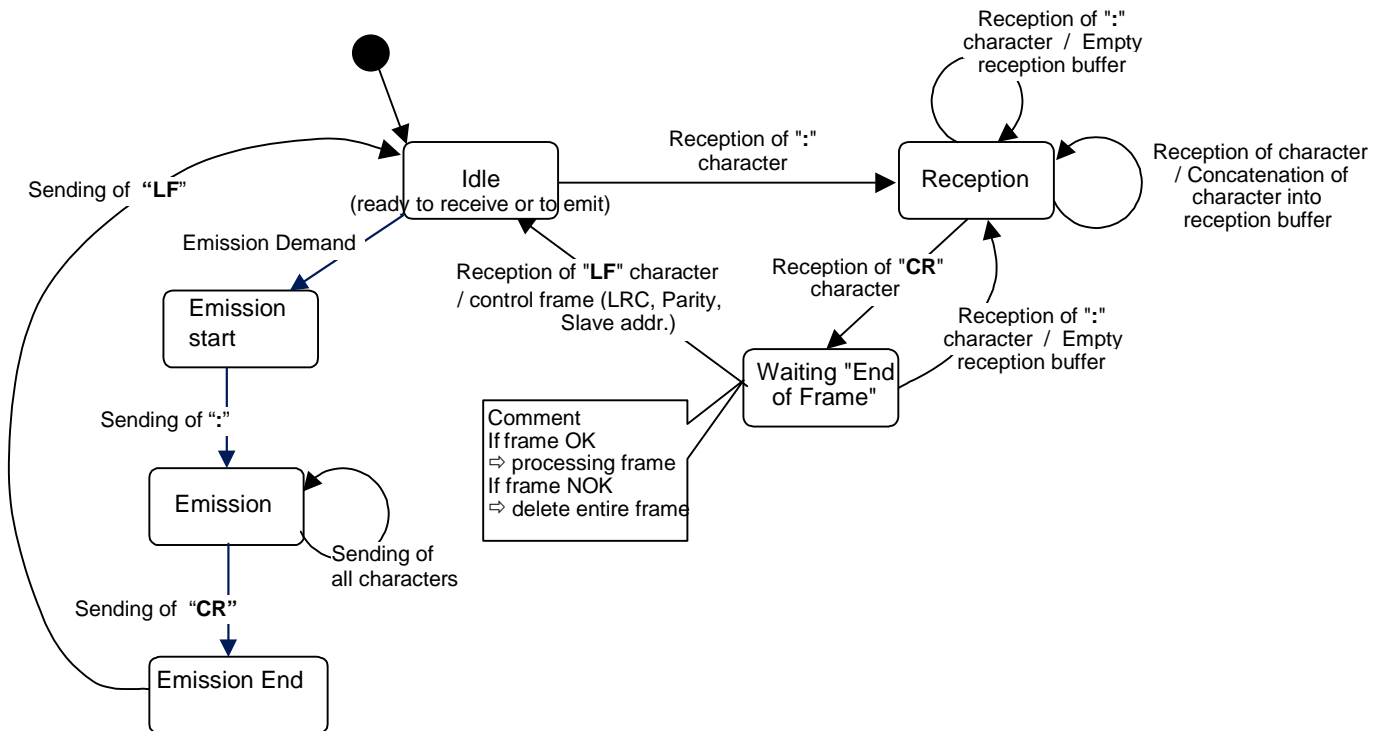 Reception of ":"
character / Empty
reception buffer
Reception of ":"
character
Reception of character
/ Concatenation of
character into
reception buffer
Idle
(ready to receive or to emit)
Reception
Sending of “LF”
Emission Demand
Reception of "LF" character
/ control frame (LRC, Parity,
Slave addr.)
Reception of "CR"
character
Reception of ":"
character / Empty
reception buffer
Emission
start
Waiting "End
of Frame"
Sending of “:”
Comment
If frame OK
⇨ processing frame
If frame NOK
⇨ delete entire frame
Emission
Sending of
all characters
Sending of “CR”
Emission End